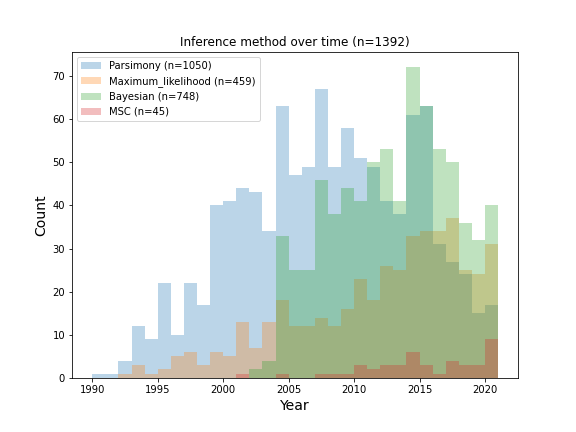 Inference method over time (n=1392)
Parsimony (n=1050)
Maximum_likelihood (n=459)
Bayesian (n=748)
MSC (n=45)
70
60
50
40
30
20
10
0
Count
1990 1995 2000 2005 2010 2015 2020
Year